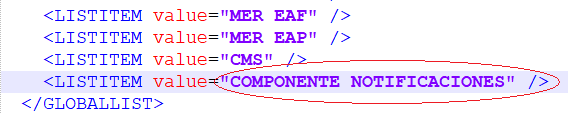 <LISTITEM value="MER EAF" />
<LISTITEM value="MER EAP" />
<LISTITEM value="CMS" />
<LISTITEM value="COMPONENTE NOTIFICACIONES" />
</GLOBALLIST>